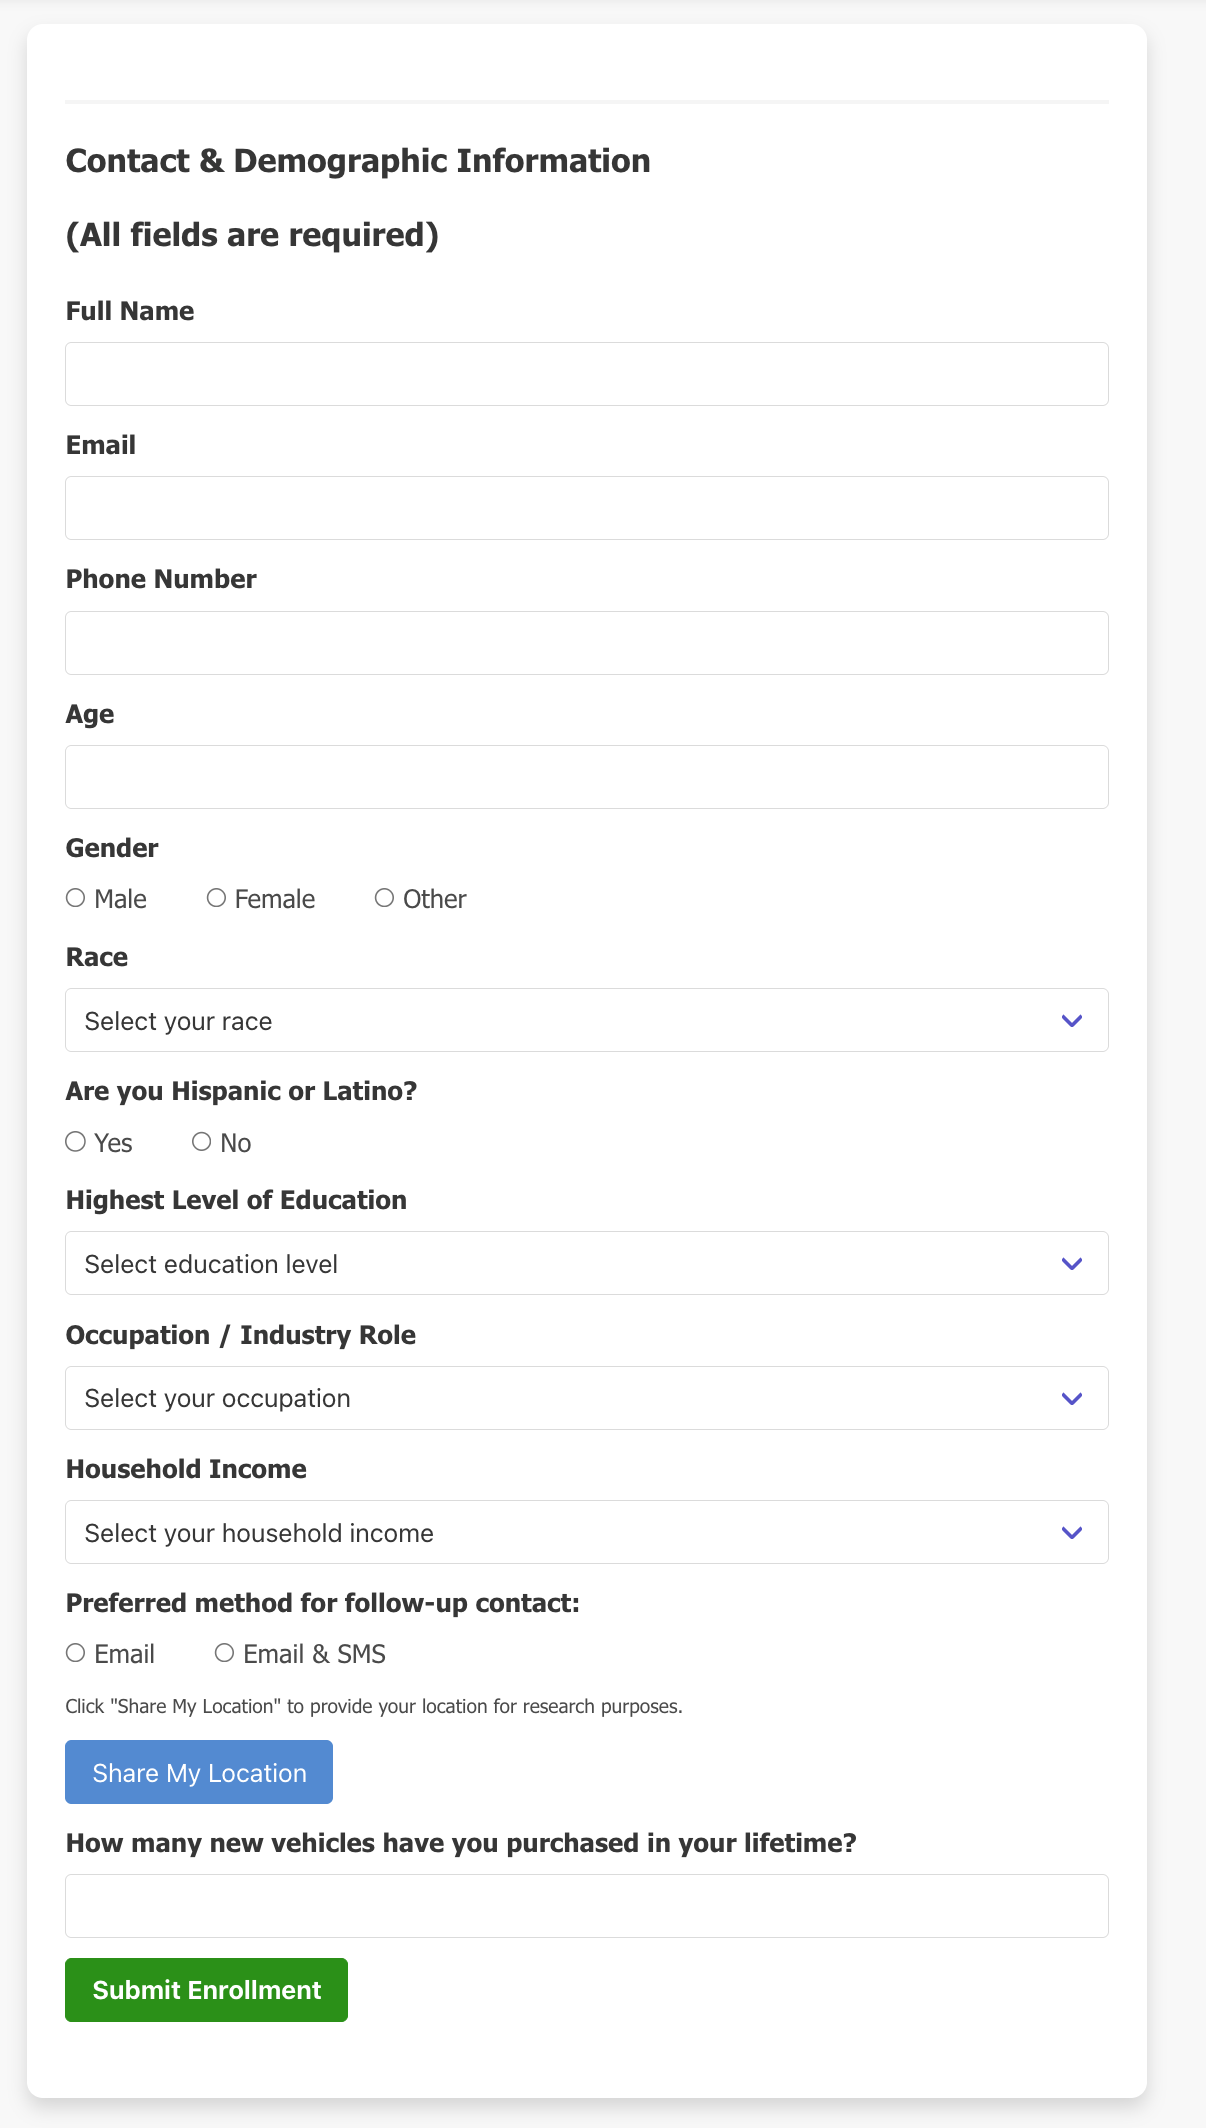 Contact & Demographic Information
(All fields are required)
Full Name
Email
Phone Number
Age
Gender
Male Female Other
Race
Select your race
Are you Hispanic or Latino?
Yes No
Highest Level of Education
Select education level
Occupation / Industry Role
Select your occupation
Household Income
Select your household income
Preferred method for follow-up contact:
Email Email & SMS
Click "Share My Location" to provide your location for research purposes.
Share My Location
How many new vehicles have you purchased in your lifetime?
Submit Enrollment